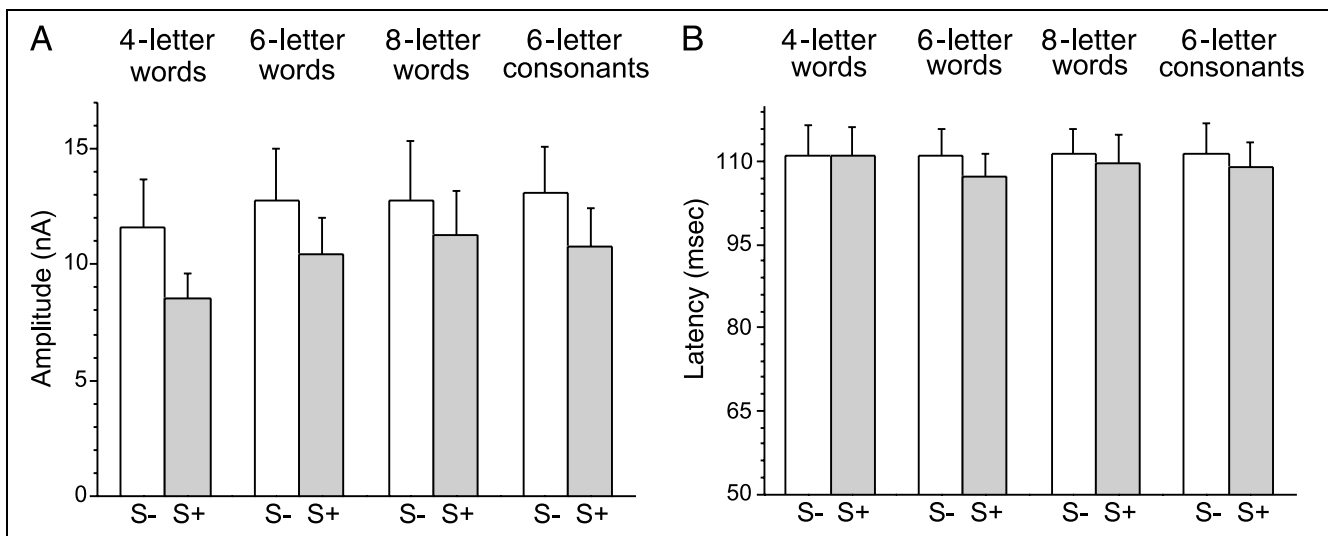 A
4-letter words
6-letter words
8-letter words
6-letter consonants
Amplitude (nA)
15
10
5
0
S- S+
S- S+
S- S+
S- S+
B
4-letter words
6-letter words
8-letter words
6-letter consonants
Latency (msec)
110
95
80
65
50
S- S+
S- S+
S- S+
S- S+